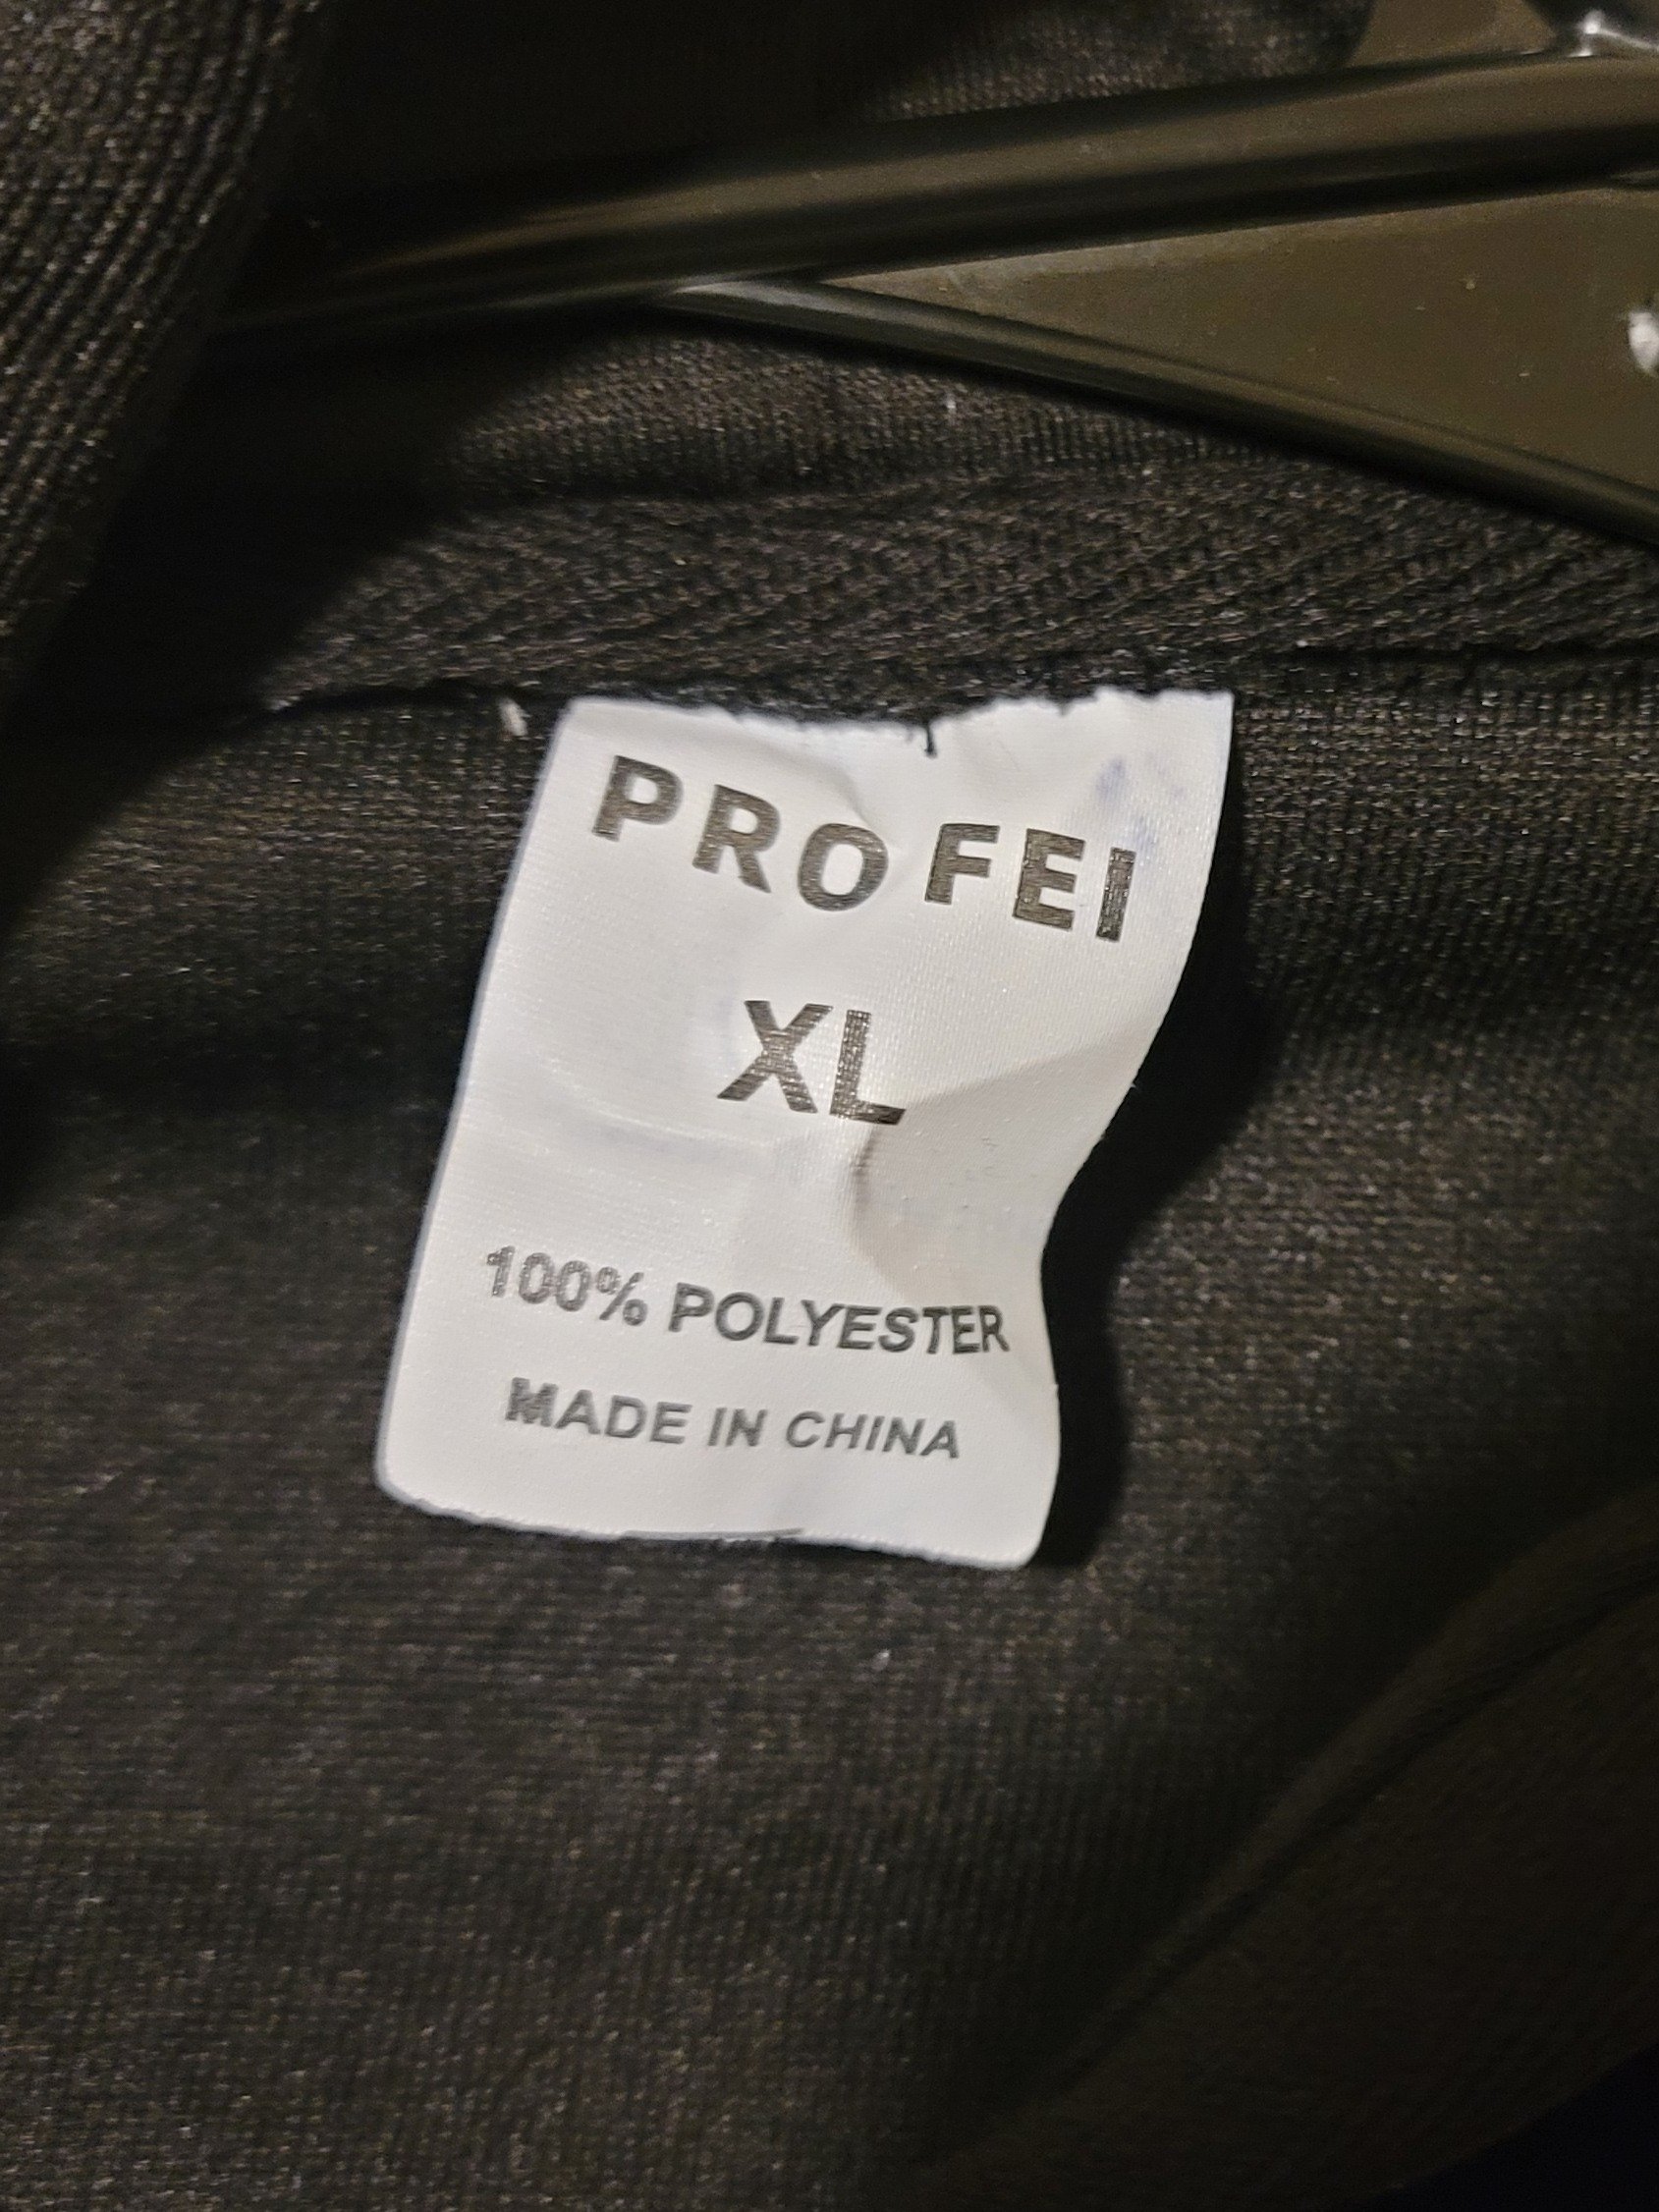 PROFEI
XL
100% POLYESTER
MADE IN CHINA